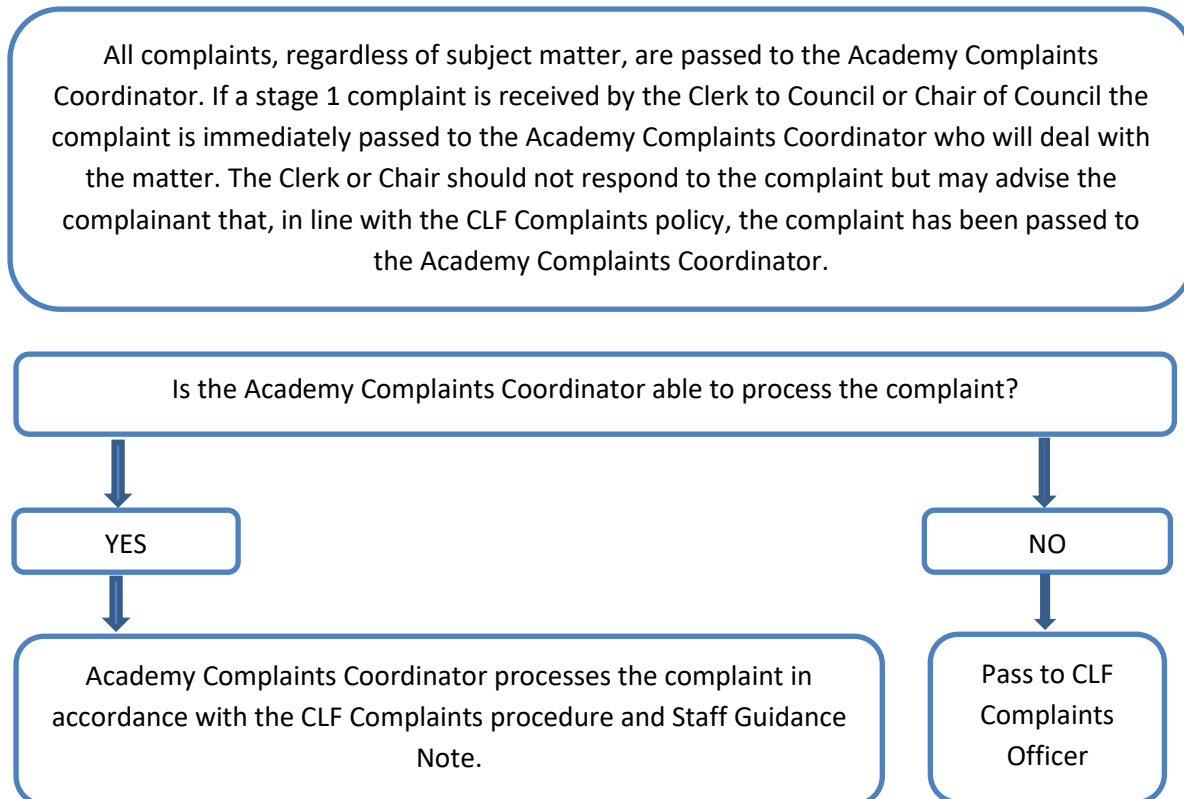 All complaints, regardless of subject matter, are passed to the Academy Complaints
Coordinator. If a stage 1 complaint is received by the Clerk to Council or Chair of Council the
complaint is immediately passed to the Academy Complaints Coordinator who will deal with
the matter. The Clerk or Chair should not respond to the complaint but may advise the
complainant that, in line with the CLF Complaints policy, the complaint has been passed to
the Academy Complaints Coordinator.
Is the Academy Complaints Coordinator able to process the complaint?
YES
NO
Academy Complaints Coordinator processes the complaint in
accordance with the CLF Complaints procedure and Staff Guidance
Note.
Pass to CLF
Complaints
Officer